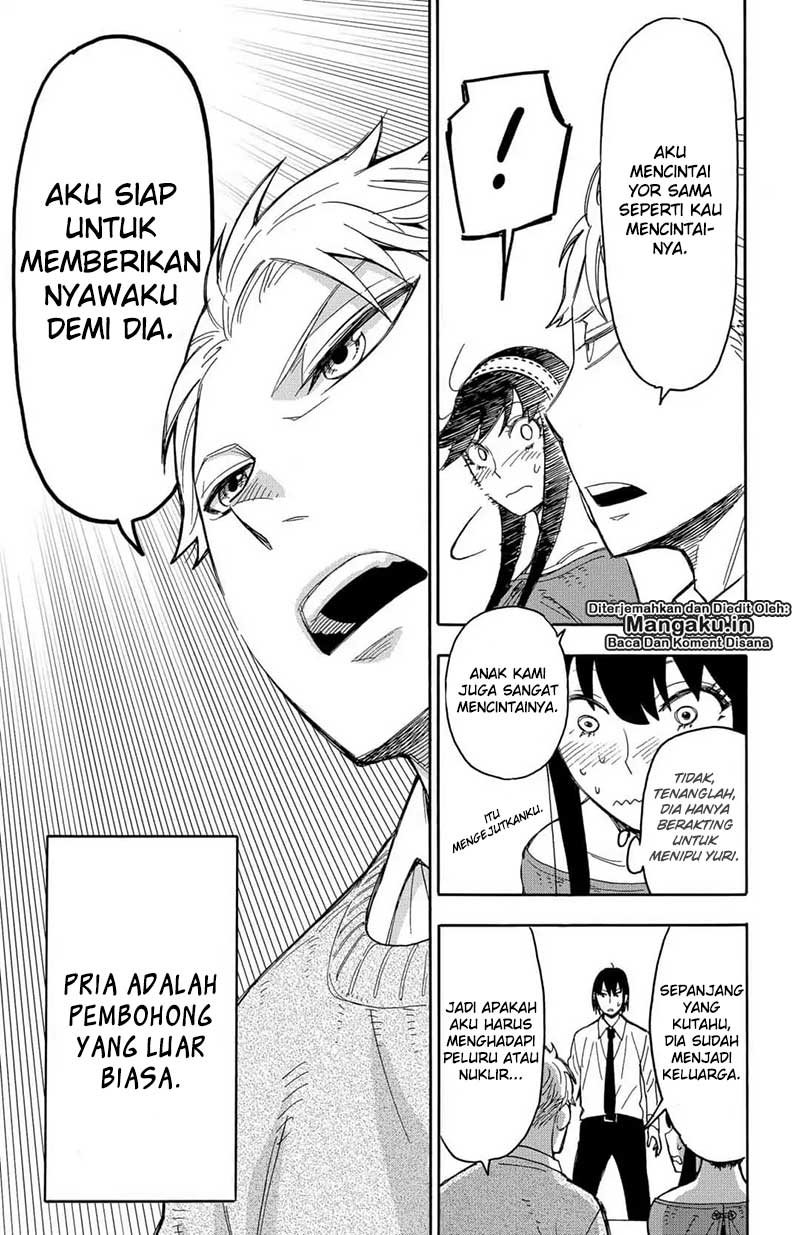 !
AKU
MENCINTAI
YOR SAMA
SEPERTI KAU
MENCINTAI-
NYA.
Diterjemahkan dan Diedit Oleh:
Mangaku.in
Baca Dan Koment Disana
ANAK KAMI
JUGA SANGAT
MENCINTAINYA.
TIDAK,
TENANGLAH,
DIA HANYA
BERAKTING
UNTUK
MENIPU YURI.
ITU
MENGEJUTKANKU.
SEPANJANG
YANG
KUTAHU,
DIA SUDAH
MENJADI
KELUARGA.
JADI APAKAH
AKU HARUS
MENGHADAPI
PELURU ATAU
NUKLIR...
AKU SIAP
UNTUK
MEMBERIKAN
NYAWAKU
DEMI DIA.
PRIA ADALAH
PEMBOHONG
YANG LUAR
BIASA.